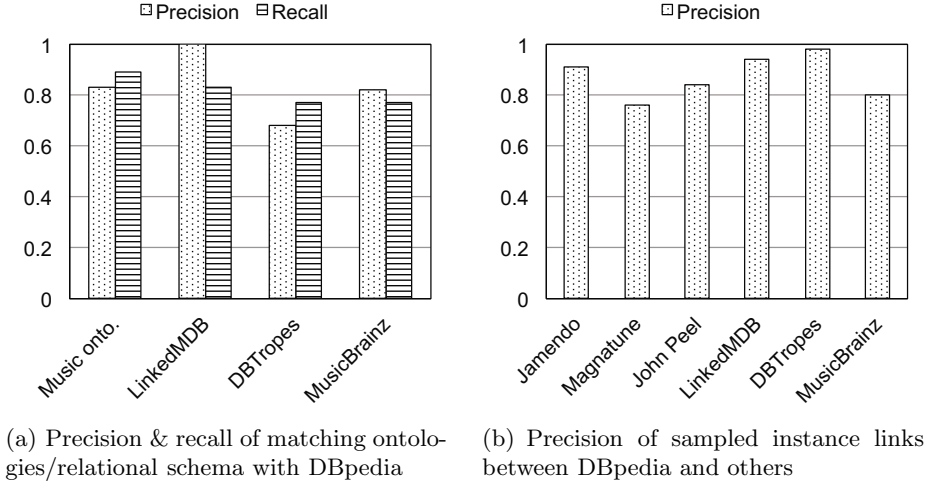 Precision Recall
1
0.8
0.6
0.4
0.2
0
Music onto.
LinkedMDB
DBTropes
MusicBrainz
(a) Precision & recall of matching ontolo-
gies/relational schema with DBpedia
Precision
1
0.8
0.6
0.4
0.2
0
Jamendo
Magnatune
John Peel
LinkedMDB
DBTropes
MusicBrainz
(b) Precision of sampled instance links
between DBpedia and others